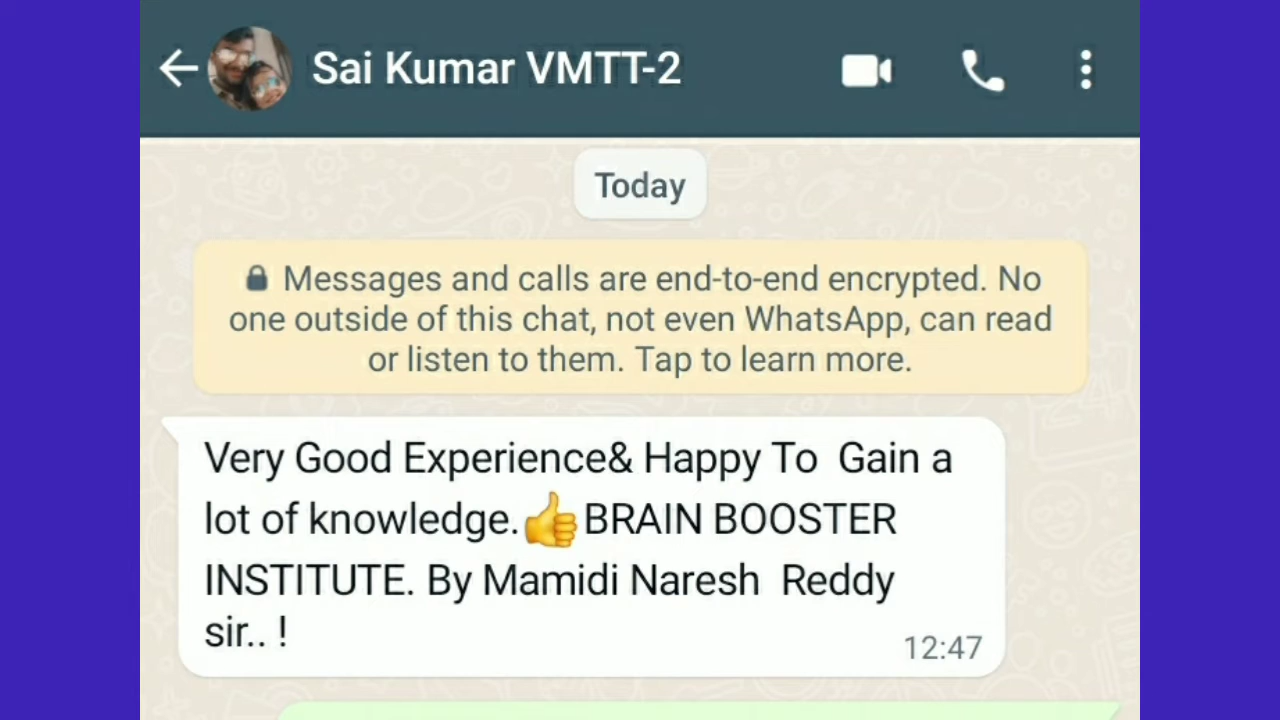 Sai Kumar VMTT-2
Today
🔒 Messages and calls are end-to-end encrypted. No
one outside of this chat, not even WhatsApp, can read
or listen to them. Tap to learn more.
Very Good Experience& Happy To  Gain a
lot of knowledge.👍BRAIN BOOSTER
INSTITUTE. By Mamidi Naresh  Reddy
sir.. !
12:47